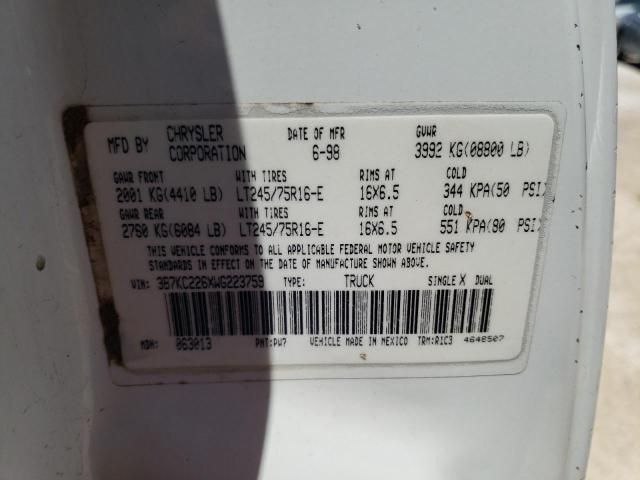 MFD BY CHRYSLER CORPORATION DATE OF MFR 6-98 GVWR 3992 KG(08800 LB)
GAWR FRONT WITH TIRES RIMS AT COLD
2001 KG(4410 LB) LT245/75R16-E 16X6.5 344 KPA(50 PSI)
GAWR REAR WITH TIRES RIMS AT COLD
2760 KG(6084 LB) LT245/75R16-E 16X6.5 551 KPA(80 PSI)
THIS VEHICLE CONFORMS TO ALL APPLICABLE FEDERAL MOTOR VEHICLE SAFETY
STANDARDS IN EFFECT ON THE DATE OF MANUFACTURE SHOWN ABOVE.
VIN: 3B7KC226XWG223759 TYPE: TRUCK SINGLE X DUAL
MDH: 063013 PNT:PW7 VEHICLE MADE IN MEXICO TRM:R1C3 4648507